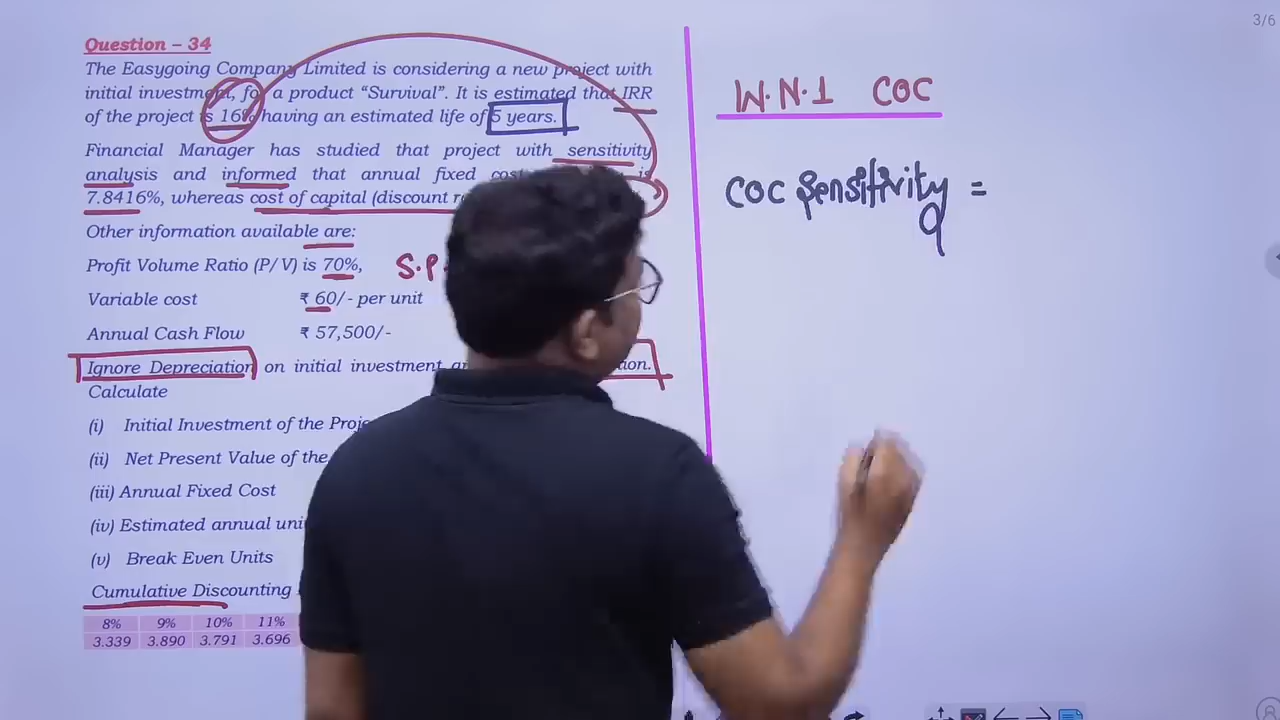 3/6
Question – 34
The Easygoing Company Limited is considering a new project with
initial investment, for a product “Survival”. It is estimated that IRR
of the project is 16% having an estimated life of 5 years.
Financial Manager has studied that project with sensitivity
analysis and informed that annual fixed is
7.8416%, whereas cost of capital (discount
Other information available are:
Profit Volume Ratio (P/V) is 70%, S.P.
Variable cost ₹ 60/- per unit
Annual Cash Flow ₹ 57,500/-
Ignore Depreciation on initial investment
Calculate
(i) Initial Investment of the
(ii) Net Present Value of the
(iii) Annual Fixed Cost
(iv) Estimated annual
(v) Break Even Units
Cumulative Discounting
8% 9% 10% 11%
3.339 3.890 3.791 3.696
W.N.1 COC
COC Sensitivity =